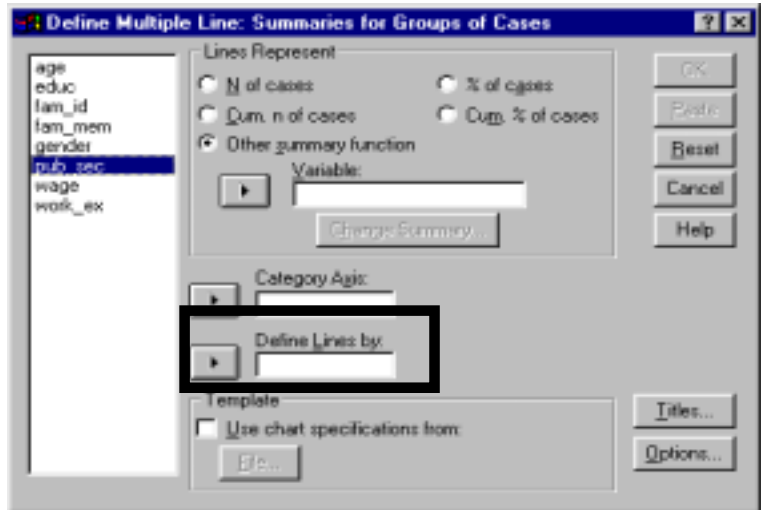 Define Multiple Line: Summaries for Groups of Cases
age
educ
fam_id
fam_mem
gender
pub_sec
wage
work_ex
Lines Represent
N of cases
% of cases
Cum. n of cases
Cum. % of cases
Other summary function
Variable:
Change Summary...
Category Axis:
Define Lines by:
Template
Use chart specifications from:
File...
OK
Paste
Reset
Cancel
Help
Titles...
Options...